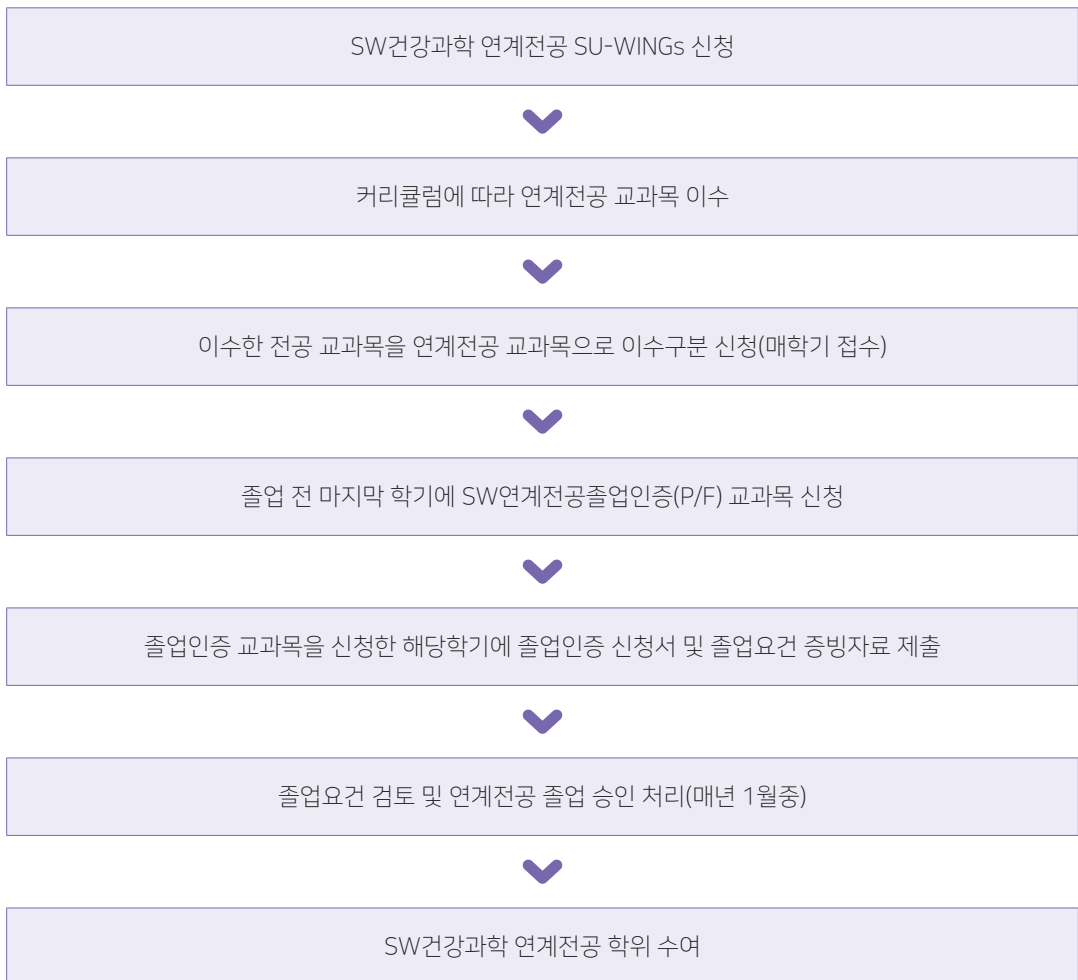 SW건강과학 연계전공 SU-WINGs 신청
커리큘럼에 따라 연계전공 교과목 이수
이수한 전공 교과목을 연계전공 교과목으로 이수구분 신청(매학기 접수)
졸업 전 마지막 학기에 SW연계전공졸업인증(P/F) 교과목 신청
졸업인증 교과목을 신청한 해당학기에 졸업인증 신청서 및 졸업요건 증빙자료 제출
졸업요건 검토 및 연계전공 졸업 승인 처리(매년 1월중)
SW건강과학 연계전공 학위 수여